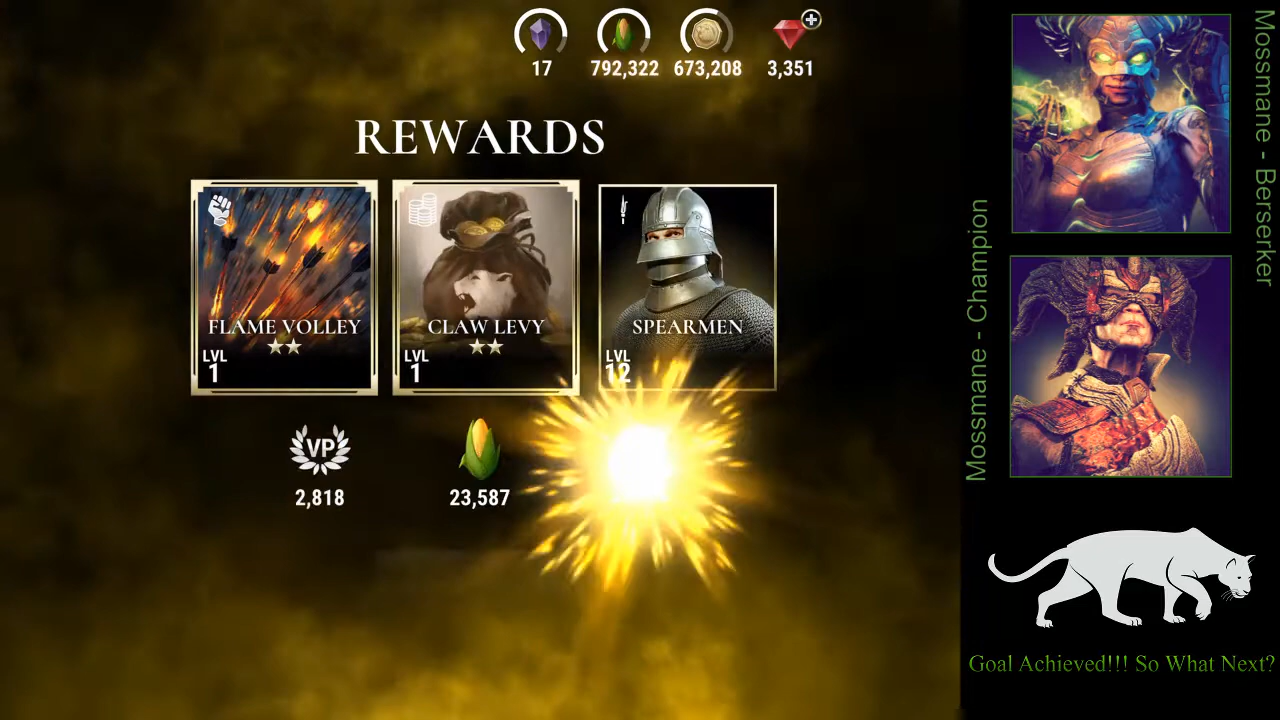 17 792,322 673,208 3,351
REWARDS
FLAME VOLLEY
LVL
1
CLAW LEVY
LVL
1
SPEARMEN
LVL
12
VP
2,818
23,587
Mossmane - Berserker
Mossmane - Champion
Goal Achieved!!! So What Next?